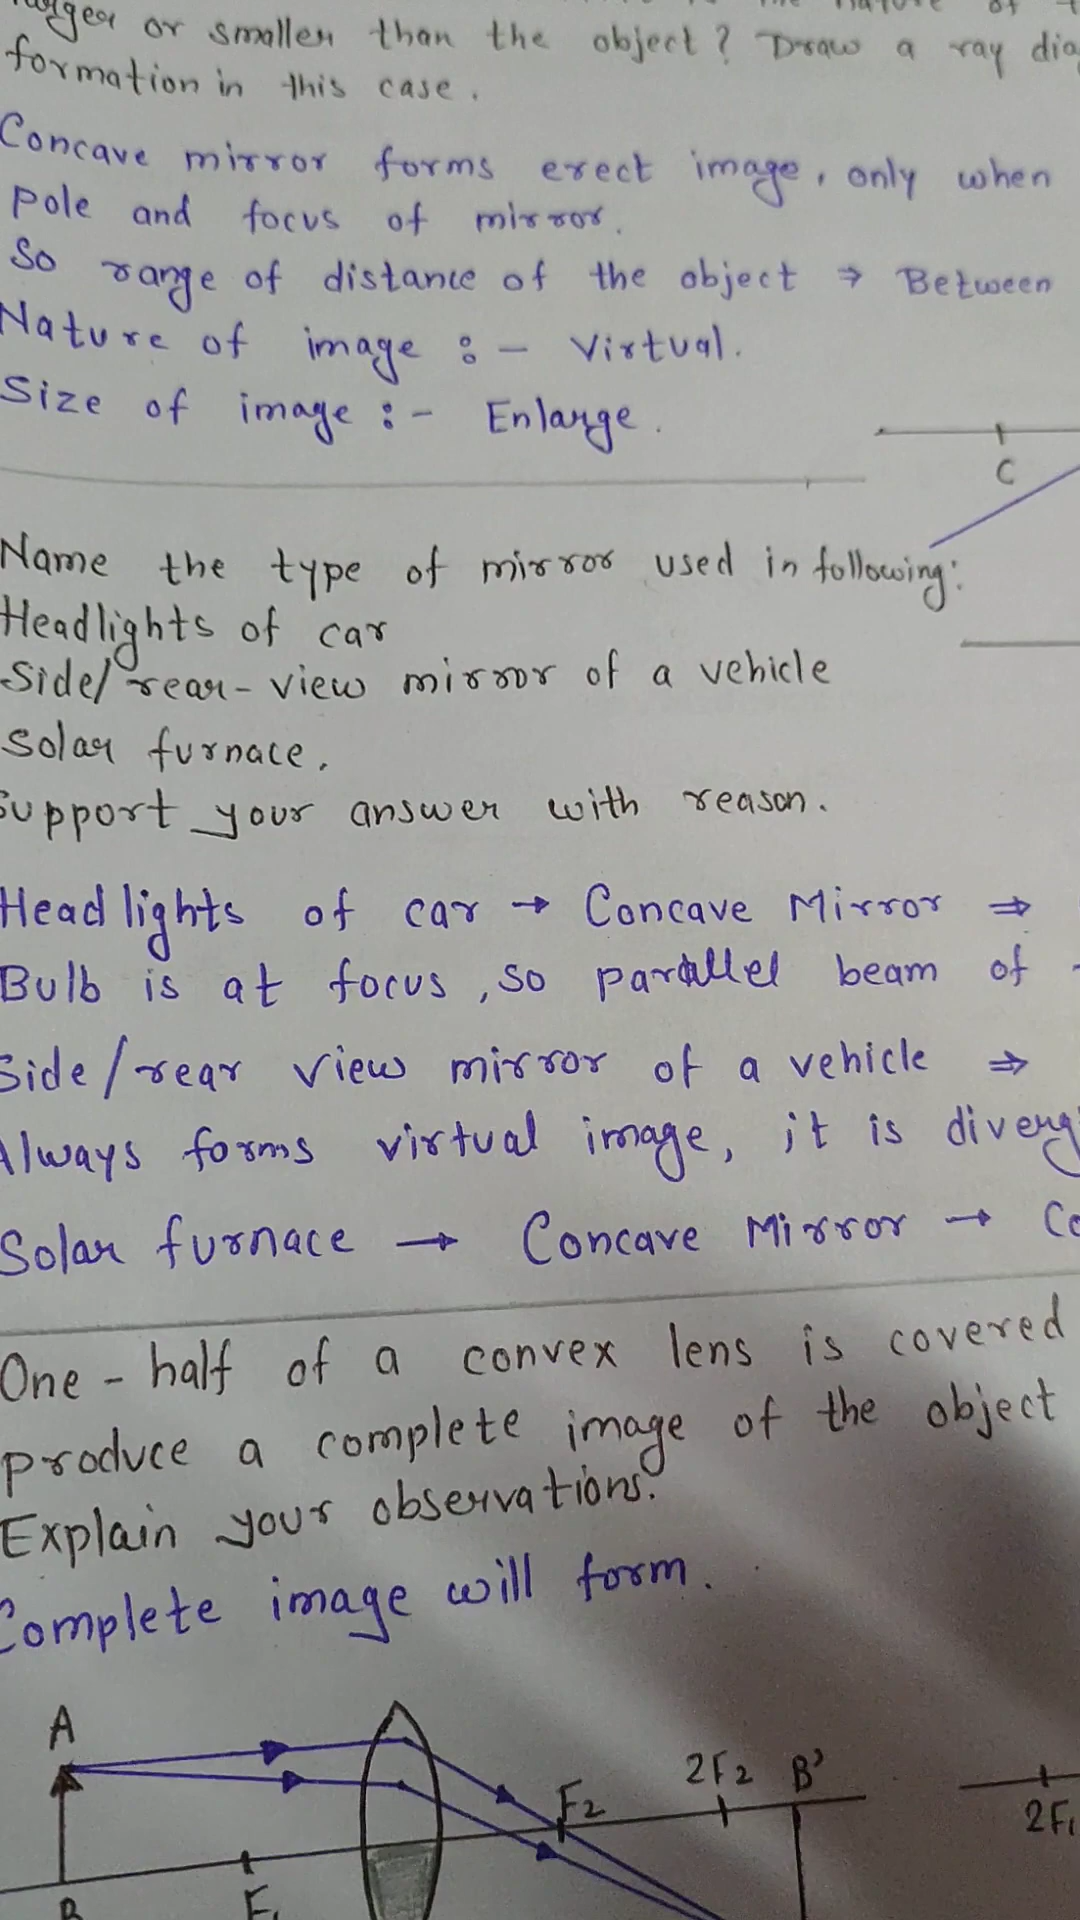 or smaller than the object? Draw a ray
formation in this case.
Concave mirror forms erect image, only when
pole and focus of mirror.
So range of distance of the object ⇒ Between
Nature of image :- Virtual.
Size of image :- Enlarge.
C
Name the type of mirror used in following:
Headlights of car
Side/rear-view mirror of a vehicle
Solar furnace.
Support your answer with reason.
Headlights of car → Concave Mirror ⇒
Bulb is at focus, so parallel beam of
Side/rear view mirror of a vehicle ⇒
Always forms virtual image, it is
Solar furnace → Concave Mirror →
One-half of a convex lens is covered
produce a complete image of the object
Explain your observations.
Complete image will form.
A
2F2 B'
F2
2F1
B
F1